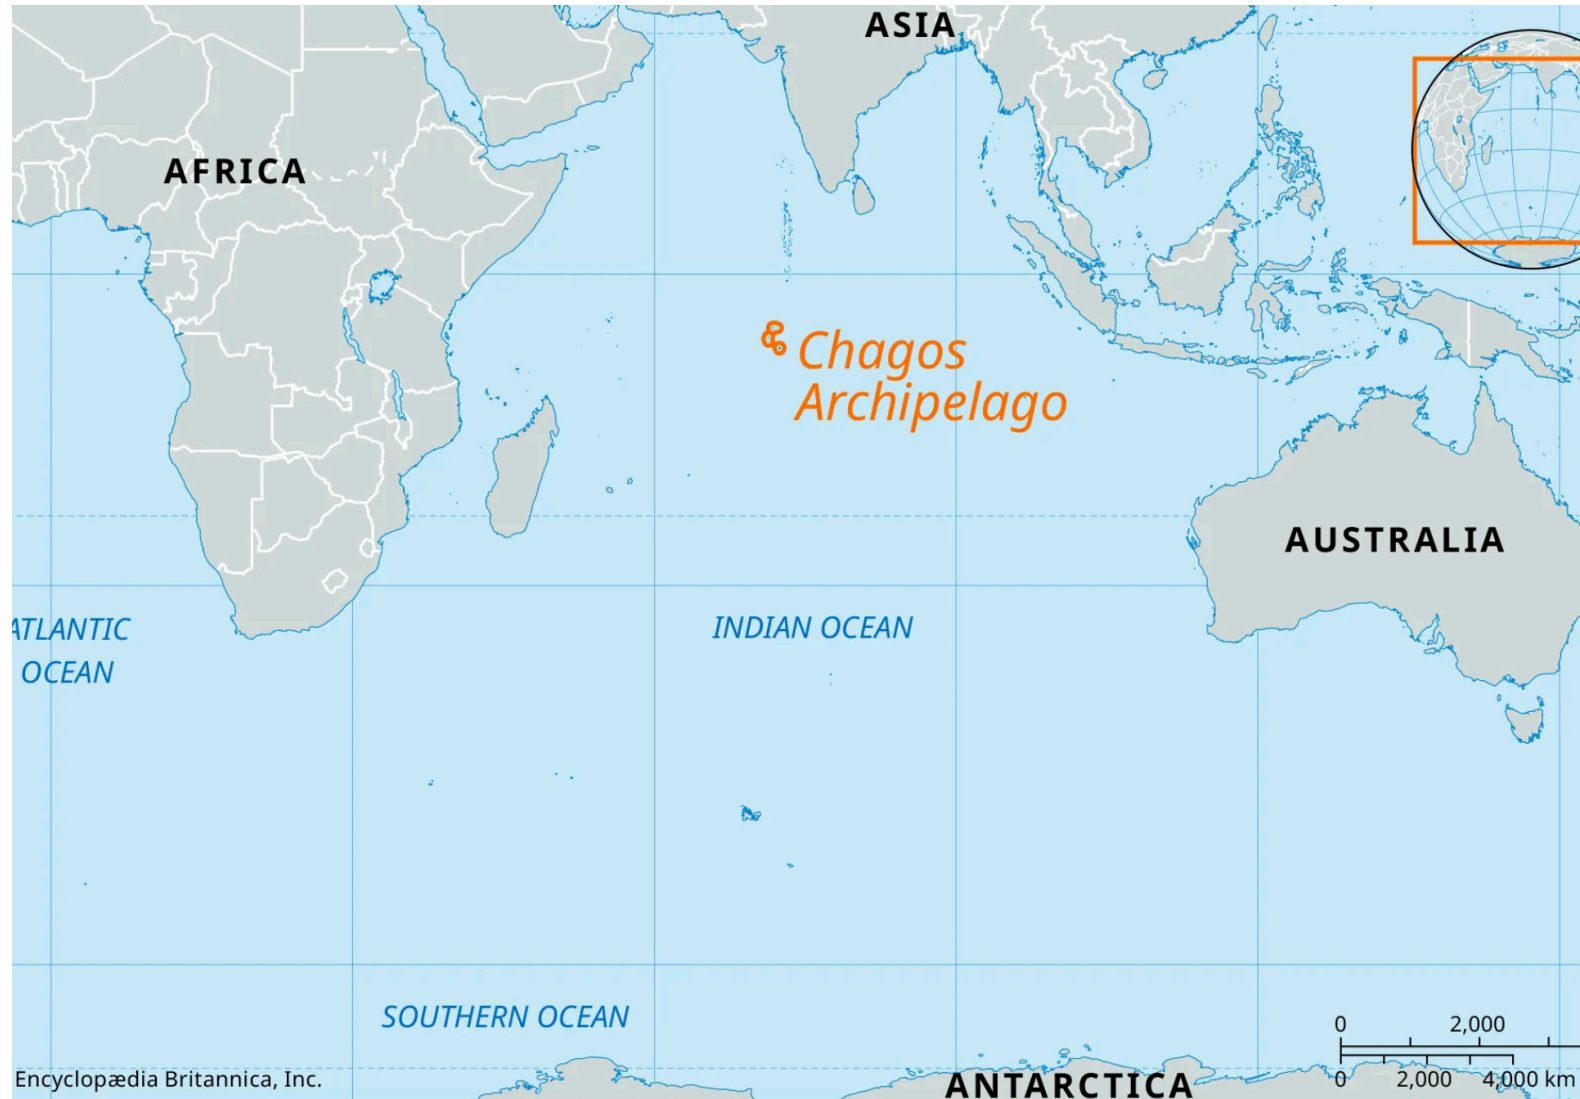 ASIA
AFRICA
Chagos
Archipelago
AUSTRALIA
ATLANTIC
OCEAN
INDIAN OCEAN
SOUTHERN OCEAN
0 2,000
0 2,000 4,000 km
Encyclopædia Britannica, Inc.
ANTARCTICA